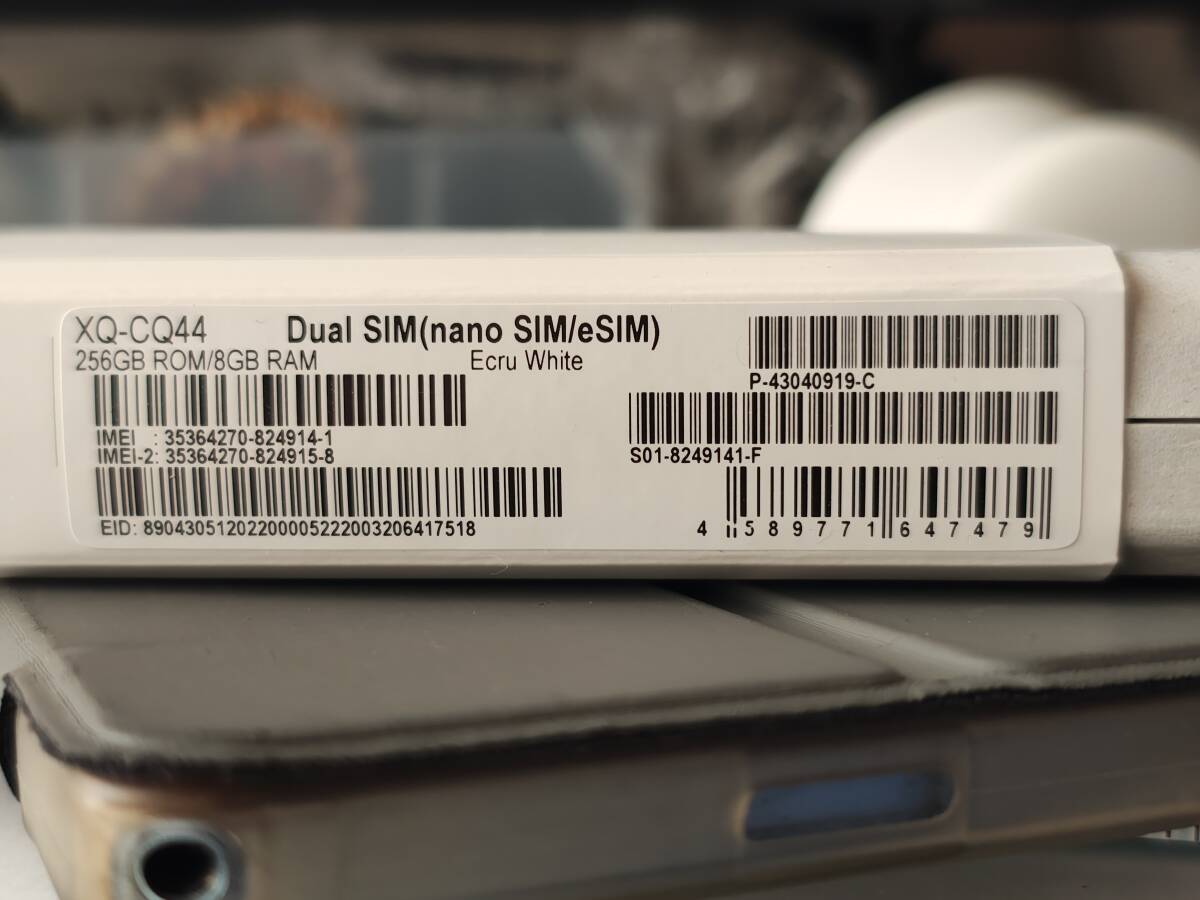 XQ-CQ44 Dual SIM(nano SIM/eSIM)
256GB ROM/8GB RAM Ecru White
P-43040919-C
IMEI : 35364270-824914-1
IMEI-2: 35364270-824915-8
S01-8249141-F
EID: 89043051202200005222003206417518
4 589771 647479